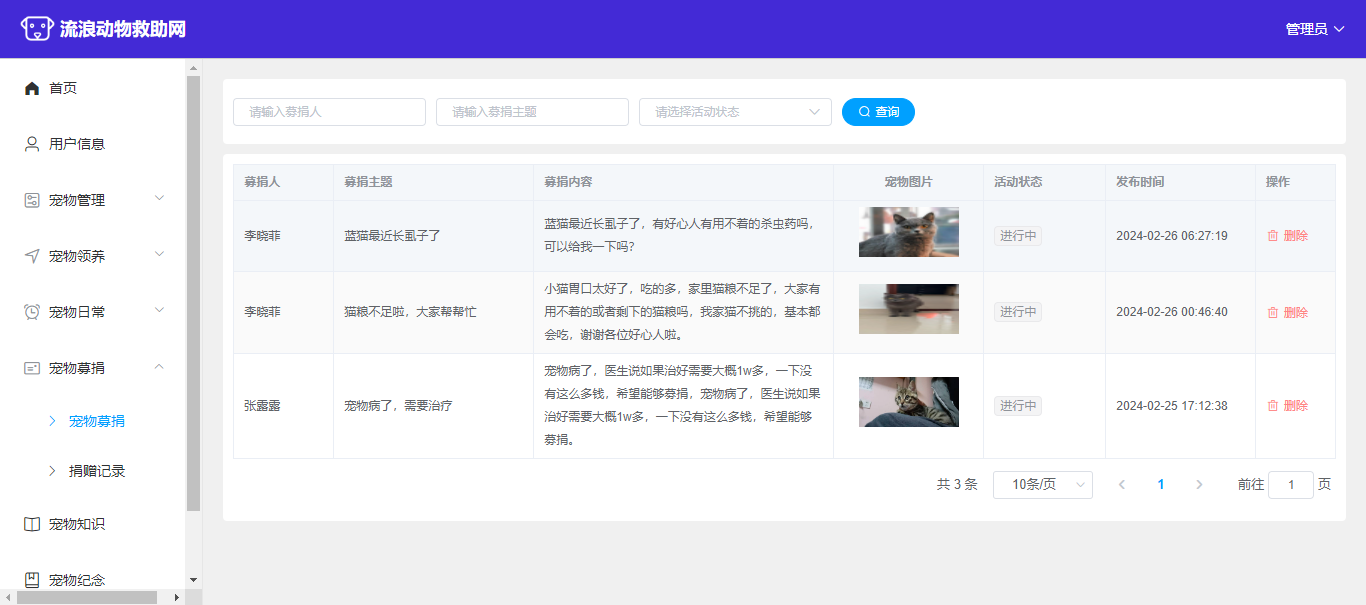 流浪动物救助网
管理员
首页
用户信息
宠物管理
宠物领养
宠物日常
宠物募捐
宠物募捐
捐赠记录
宠物知识
宠物纪念
请输入募捐人 请输入募捐主题 请选择活动状态 查询
募捐人 募捐主题 募捐内容 宠物图片 活动状态 发布时间 操作
李晓菲 蓝猫最近长虱子了
蓝猫最近长虱子了，有好心人有用不着的杀虫药吗，
可以给我一下吗？
进行中 2024-02-26 06:27:19 删除
李晓菲 猫粮不足啦，大家帮帮忙
小猫胃口太好了，吃的多，家里猫粮不足了，大家有
用不着的或者剩下的猫粮吗，我家猫不挑的，基本都
会吃，谢谢各位好心人啦。
进行中 2024-02-26 00:46:40 删除
张露露 宠物病了，需要治疗
宠物病了，医生说如果治好需要大概1w多，一下没
有这么多钱，希望能够募捐，宠物病了，医生说如果
治好需要大概1w多，一下没有这么多钱，希望能够
募捐。
进行中 2024-02-25 17:12:38 删除
共 3 条 10条/页 1 前往 1 页